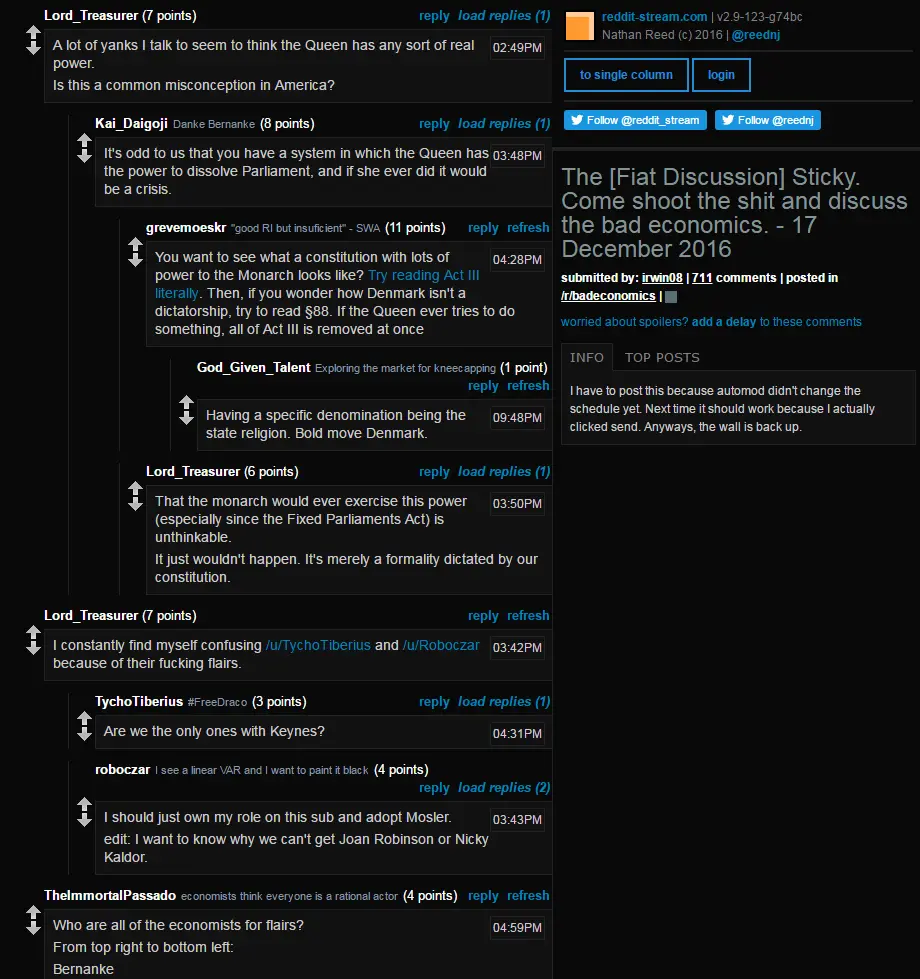 Lord_Treasurer (7 points) reply load replies (1)
A lot of yanks I talk to seem to think the Queen has any sort of real 02:49PM
power.
Is this a common misconception in America?
Kai_Daigoji Danke Bernanke (8 points) reply load replies (1)
It's odd to us that you have a system in which the Queen has 03:48PM
the power to dissolve Parliament, and if she ever did it would
be a crisis.
grevemoeskr "good RI but insuficient" - SWA (11 points) reply refresh
You want to see what a constitution with lots of 04:28PM
power to the Monarch looks like? Try reading Act III
literally. Then, if you wonder how Denmark isn't a
dictatorship, try to read §88. If the Queen ever tries to do
something, all of Act III is removed at once
God_Given_Talent Exploring the market for kneecapping (1 point)
reply refresh
Having a specific denomination being the 09:48PM
state religion. Bold move Denmark.
Lord_Treasurer (6 points) reply load replies (1)
That the monarch would ever exercise this power 03:50PM
(especially since the Fixed Parliaments Act) is
unthinkable.
It just wouldn't happen. It's merely a formality dictated by our
constitution.
Lord_Treasurer (7 points) reply refresh
I constantly find myself confusing /u/TychoTiberius and /u/Roboczar 03:42PM
because of their fucking flairs.
TychoTiberius #FreeDraco (3 points) reply load replies (1)
Are we the only ones with Keynes? 04:31PM
roboczar I see a linear VAR and I want to paint it black (4 points)
reply load replies (2)
I should just own my role on this sub and adopt Mosler. 03:43PM
edit: I want to know why we can't get Joan Robinson or Nicky
Kaldor.
TheImmortalPassado economists think everyone is a rational actor (4 points) reply refresh
Who are all of the economists for flairs? 04:59PM
From top right to bottom left:
Bernanke
reddit-stream.com | v2.9-123-g74bc
Nathan Reed (c) 2016 | @reednj
to single column login
Follow @reddit_stream Follow @reednj
The [Fiat Discussion] Sticky.
Come shoot the shit and discuss
the bad economics. - 17
December 2016
submitted by: irwin08 | 711 comments | posted in
/r/badeconomics |
worried about spoilers? add a delay to these comments
INFO TOP POSTS
I have to post this because automod didn't change the
schedule yet. Next time it should work because I actually
clicked send. Anyways, the wall is back up.